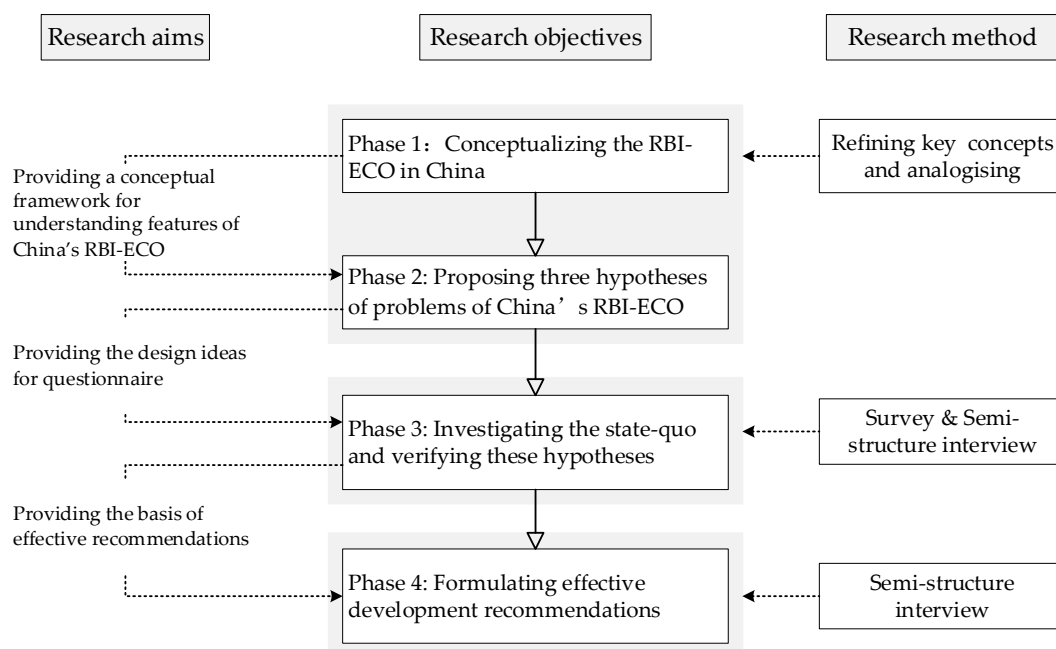 Research aims
Research objectives
Research method
Phase 1：Conceptualizing the RBI-
ECO in China
Refining key concepts
and analogising
Providing a conceptual
framework for
understanding features of
China's RBI-ECO
Phase 2: Proposing three hypotheses
of problems of China’s RBI-ECO
Providing the design ideas
for questionnaire
Phase 3: Investigating the state-quo
and verifying these hypotheses
Survey & Semi-
structure interview
Providing the basis of
effective recommendations
Phase 4: Formulating effective
development recommendations
Semi-structure
interview